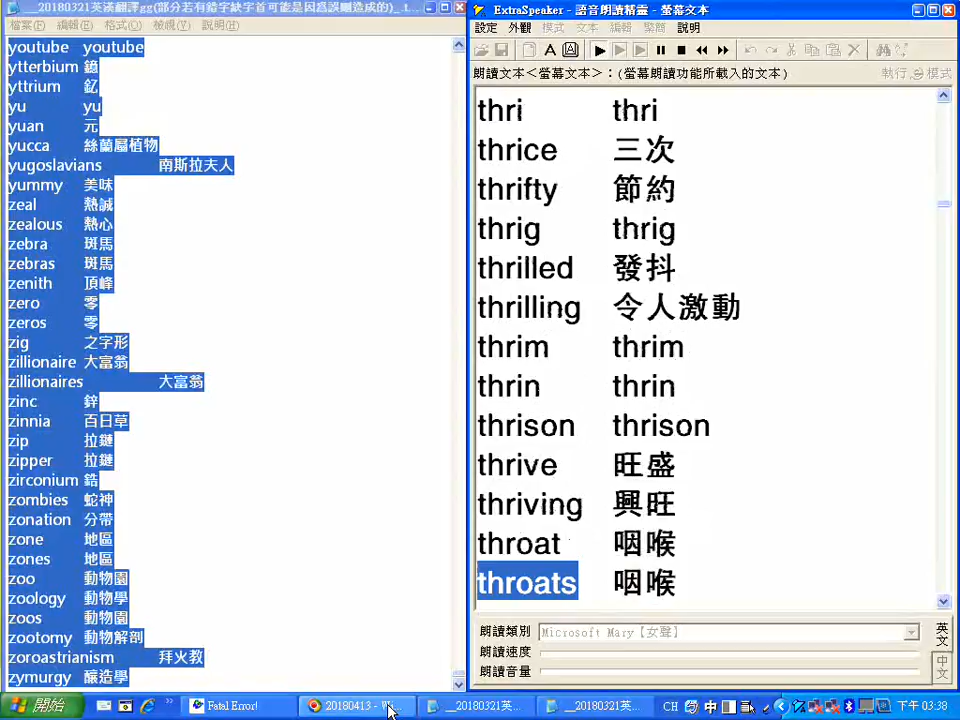 __20180321英漢翻譯gg(部分若有錯字缺字首可能是因為誤刪造成的)_t...
檔案(F) 編輯(E) 格式(O) 檢視(V) 說明(H)
youtube youtube
ytterbium 鐿
yttrium 釔
yu yu
yuan 元
yucca 絲蘭屬植物
yugoslavians 南斯拉夫人
yummy 美味
zeal 熱誠
zealous 熱心
zebra 斑馬
zebras 斑馬
zenith 頂峰
zero 零
zeros 零
zig 之字形
zillionaire 大富翁
zillionaires 大富翁
zinc 鋅
zinnia 百日草
zip 拉鏈
zipper 拉鏈
zirconium 鋯
zombies 蛇神
zonation 分帶
zone 地區
zones 地區
zoo 動物園
zoology 動物學
zoos 動物園
zootomy 動物解剖
zoroastrianism 拜火教
zymurgy 釀造學
ExtraSpeaker - 語音朗讀精靈 - 螢幕文本
設定 外觀 模式 文本 編輯 繁簡 說明
朗讀文本<螢幕文本>：(螢幕朗讀功能所載入的文本)
執行 模式
thri thri
thrice 三次
thrifty 節約
thrig thrig
thrilled 發抖
thrilling 令人激動
thrim thrim
thrin thrin
thrison thrison
thrive 旺盛
thriving 興旺
throat 咽喉
throats 咽喉
朗讀類別 Microsoft Mary【女聲】
朗讀速度
朗讀音量
英文
中文
開始
Fatal Error!
20180413 - W...
__20180321英...
__20180321英...
CH 中
下午 03:38